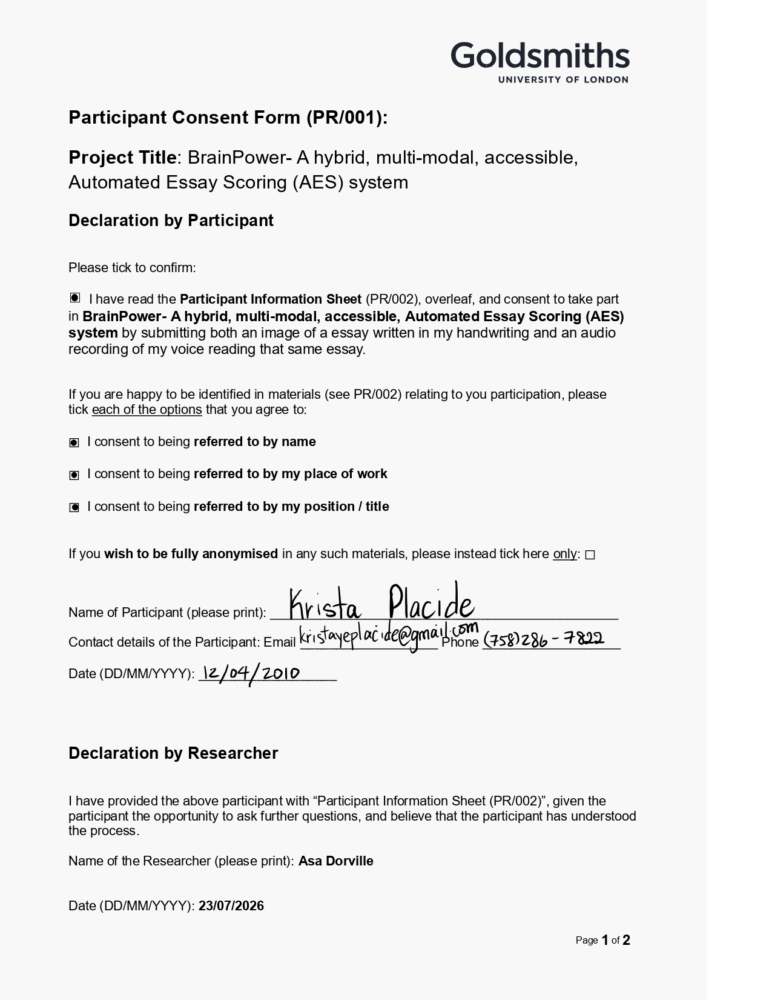 Goldsmiths
UNIVERSITY OF LONDON
Participant Consent Form (PR/001):
Project Title: BrainPower- A hybrid, multi-modal, accessible,
Automated Essay Scoring (AES) system
Declaration by Participant
Please tick to confirm:
I have read the Participant Information Sheet (PR/002), overleaf, and consent to take part
in BrainPower- A hybrid, multi-modal, accessible, Automated Essay Scoring (AES)
system by submitting both an image of a essay written in my handwriting and an audio
recording of my voice reading that same essay.
If you are happy to be identified in materials (see PR/002) relating to you participation, please
tick each of the options that you agree to:
I consent to being referred to by name
I consent to being referred to by my place of work
I consent to being referred to by my position / title
If you wish to be fully anonymised in any such materials, please instead tick here only: ☐
Name of Participant (please print): Krista Placide
Contact details of the Participant: Email kristayeplacide@gmail.com Phone (758)286-7822
Date (DD/MM/YYYY): 12/04/2010
Declaration by Researcher
I have provided the above participant with “Participant Information Sheet (PR/002)”, given the
participant the opportunity to ask further questions, and believe that the participant has understood
the process.
Name of the Researcher (please print): Asa Dorville
Date (DD/MM/YYYY): 23/07/2026
Page 1 of 2